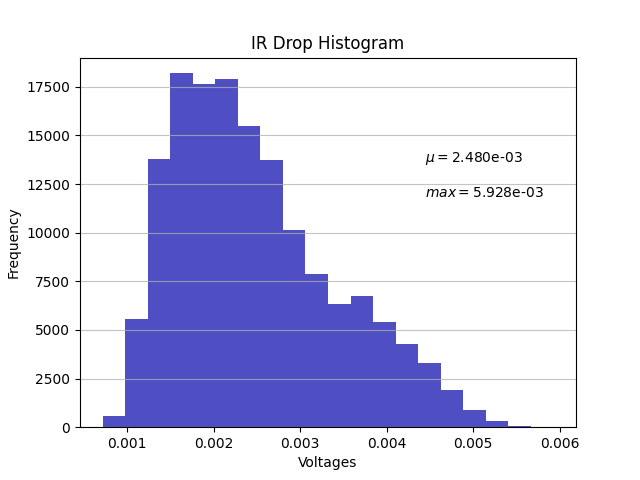 IR Drop Histogram
17500
15000
12500
10000
7500
5000
2500
0
Frequency
μ = 2.480e-03
max = 5.928e-03
0.001 0.002 0.003 0.004 0.005 0.006
Voltages